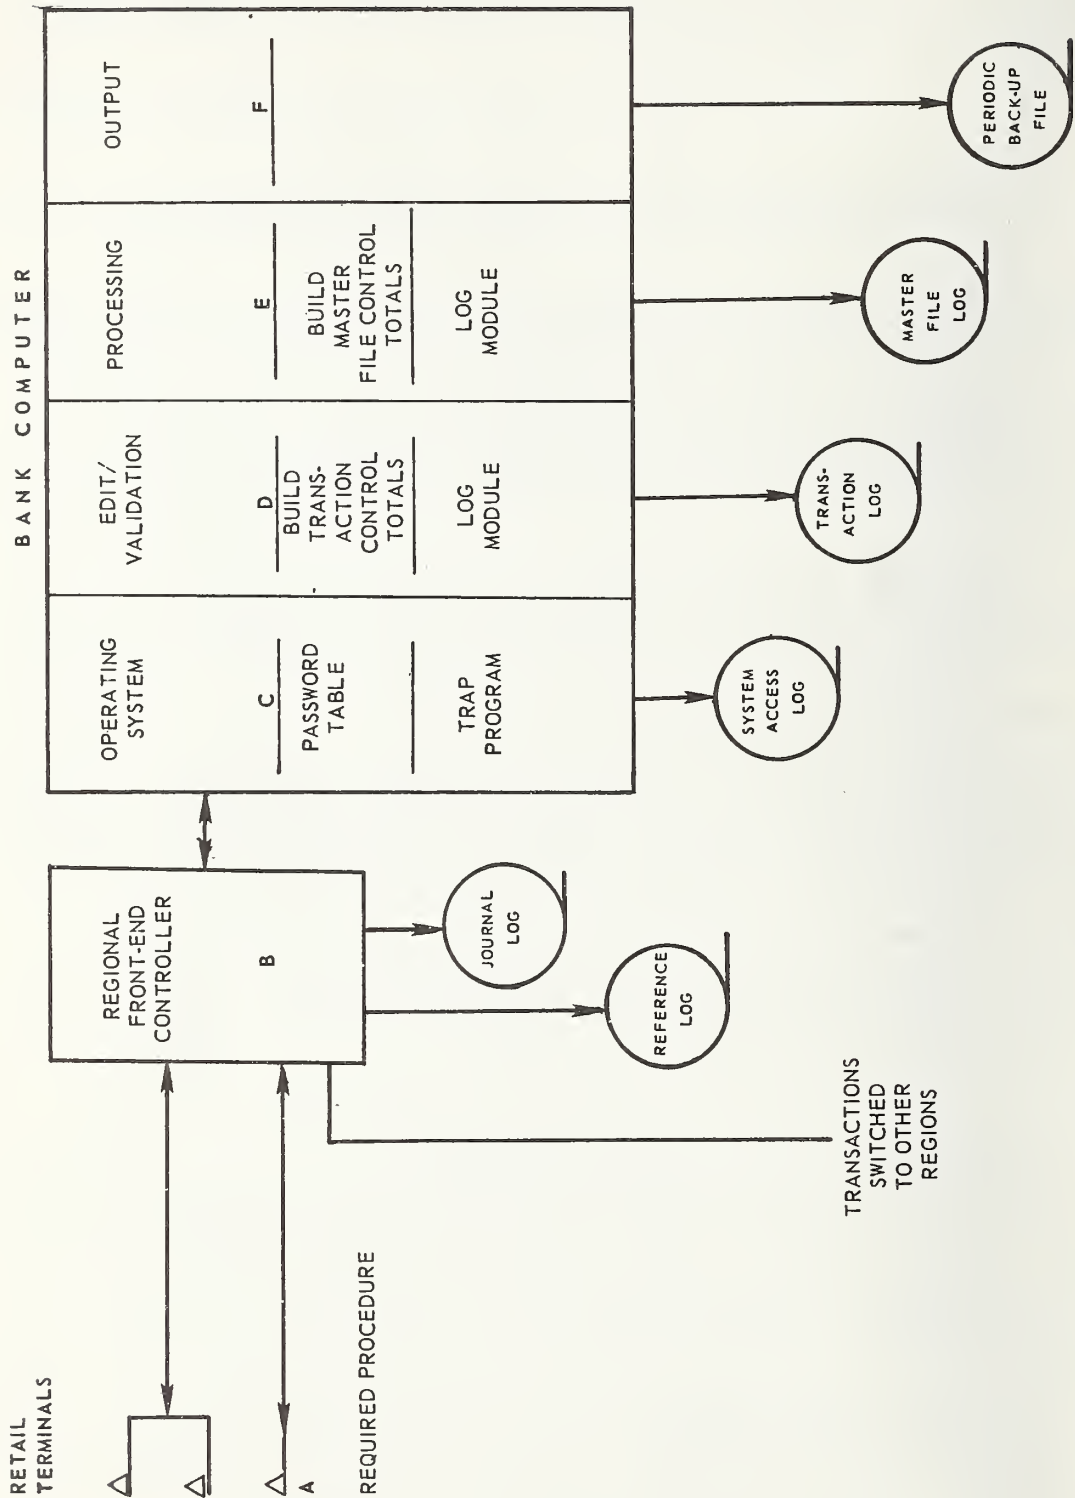 BANK COMPUTER
RETAIL
TERMINALS
A
REQUIRED PROCEDURE
REGIONAL
FRONT-END
CONTROLLER
B
JOURNAL
LOG
REFERENCE
LOG
TRANSACTIONS
SWITCHED
TO OTHER
REGIONS
OPERATING
SYSTEM
C
PASSWORD
TABLE
TRAP
PROGRAM
SYSTEM
ACCESS
LOG
EDIT/
VALIDATION
D
BUILD
TRANS-
ACTION
CONTROL
TOTALS
LOG
MODULE
TRANS-
ACTION
LOG
PROCESSING
E
BUILD
MASTER
FILE CONTROL
TOTALS
LOG
MODULE
MASTER
FILE
LOG
OUTPUT
F
PERIODIC
BACK-UP
FILE